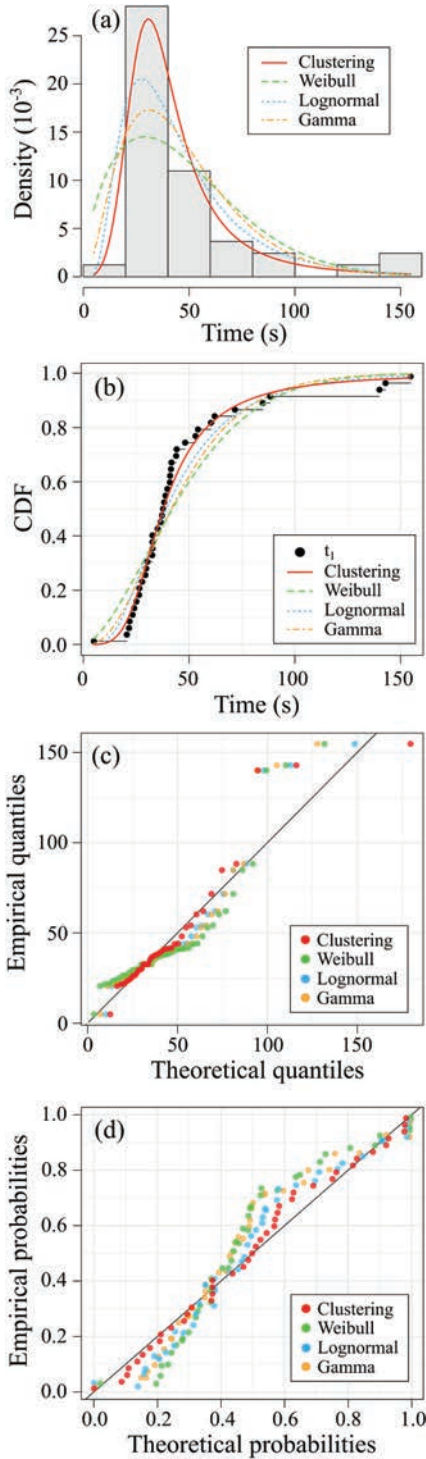 (a)
Density (10⁻³)
25
20
15
10
5
0
Clustering
Weibull
Lognormal
Gamma
0 50 100 150
Time (s)
(b)
CDF
1.0
0.8
0.6
0.4
0.2
0.0
t₁
Clustering
Weibull
Lognormal
Gamma
0 50 100 150
Time (s)
(c)
Empirical quantiles
150
100
50
0
Clustering
Weibull
Lognormal
Gamma
0 50 100 150
Theoretical quantiles
(d)
Empirical probabilities
1.0
0.8
0.6
0.4
0.2
0.0
Clustering
Weibull
Lognormal
Gamma
0.0 0.2 0.4 0.6 0.8 1.0
Theoretical probabilities